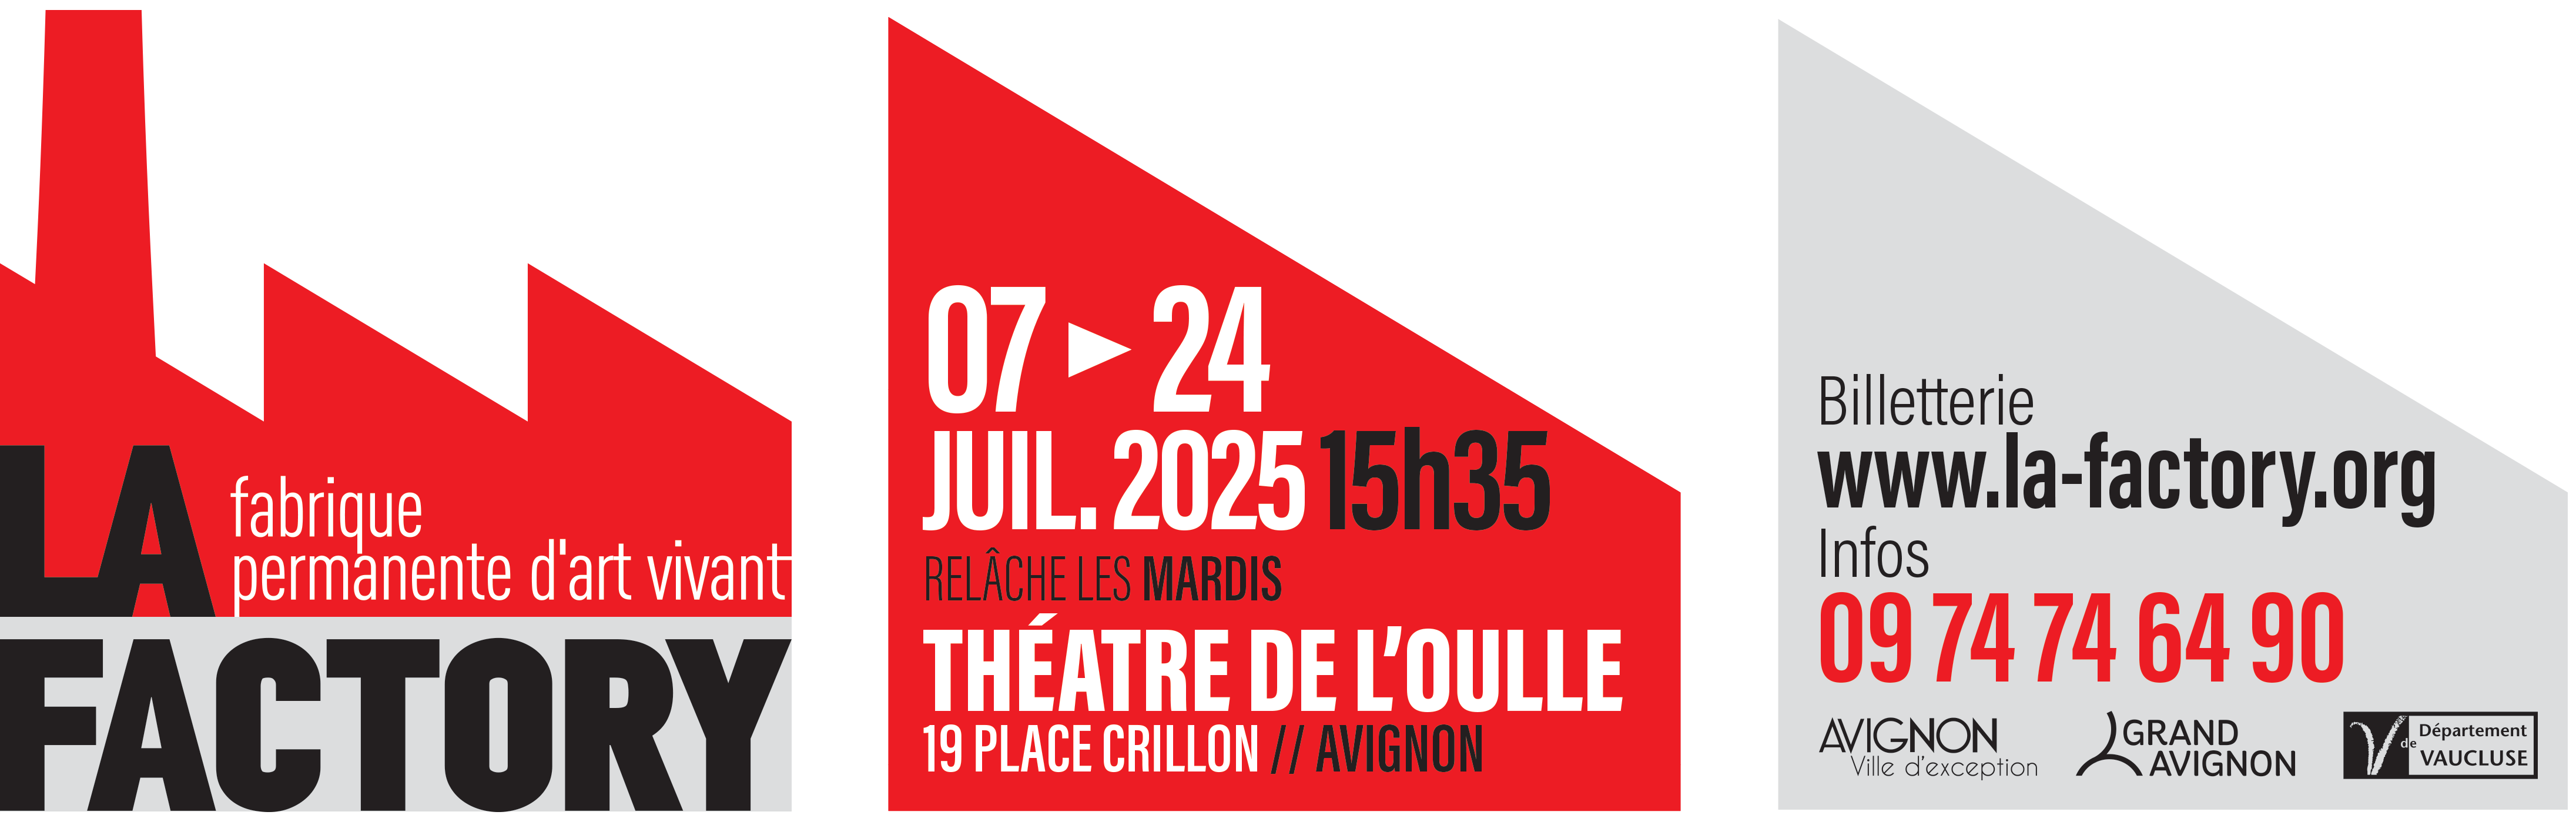 LA
fabrique
permanente d'art vivant
FACTORY
07 ► 24
JUIL. 2025 15h35
RELÂCHE LES MARDIS
THÉATRE DE L'OULLE
19 PLACE CRILLON // AVIGNON
Billetterie
www.la-factory.org
Infos
09 74 74 64 90
AVIGNON
Ville d'exception
GRAND
AVIGNON
Département
de VAUCLUSE